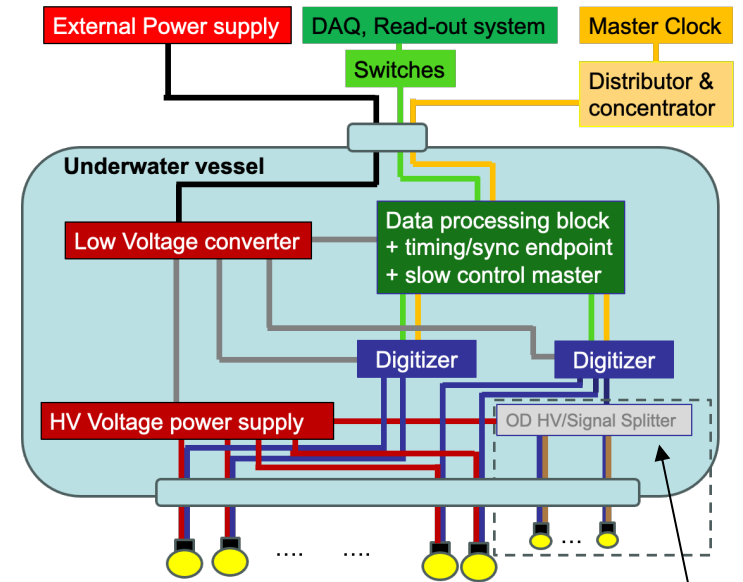 External Power supply
DAQ, Read-out system
Master Clock
Switches
Distributor &
concentrator
Underwater vessel
Low Voltage converter
Data processing block
+ timing/sync endpoint
+ slow control master
Digitizer
Digitizer
HV Voltage power supply
OD HV/Signal Splitter
...
....
....